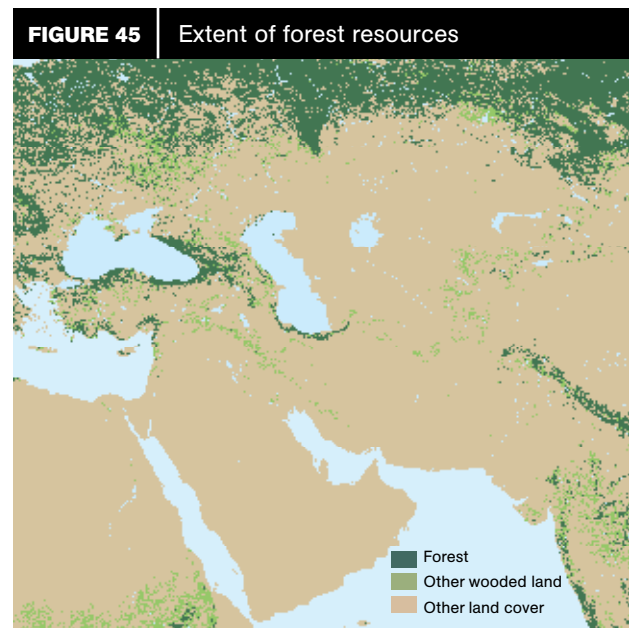 FIGURE 45 Extent of forest resources
Forest
Other wooded land
Other land cover